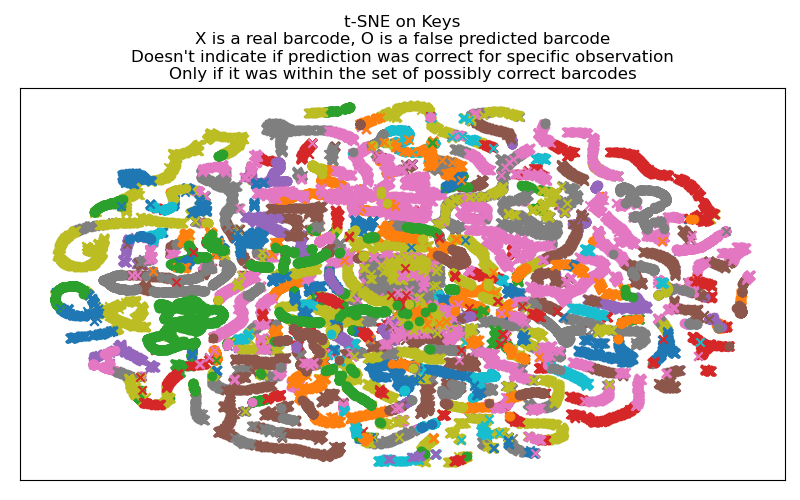 t-SNE on Keys
X is a real barcode, O is a false predicted barcode
Doesn't indicate if prediction was correct for specific observation
Only if it was within the set of possibly correct barcodes